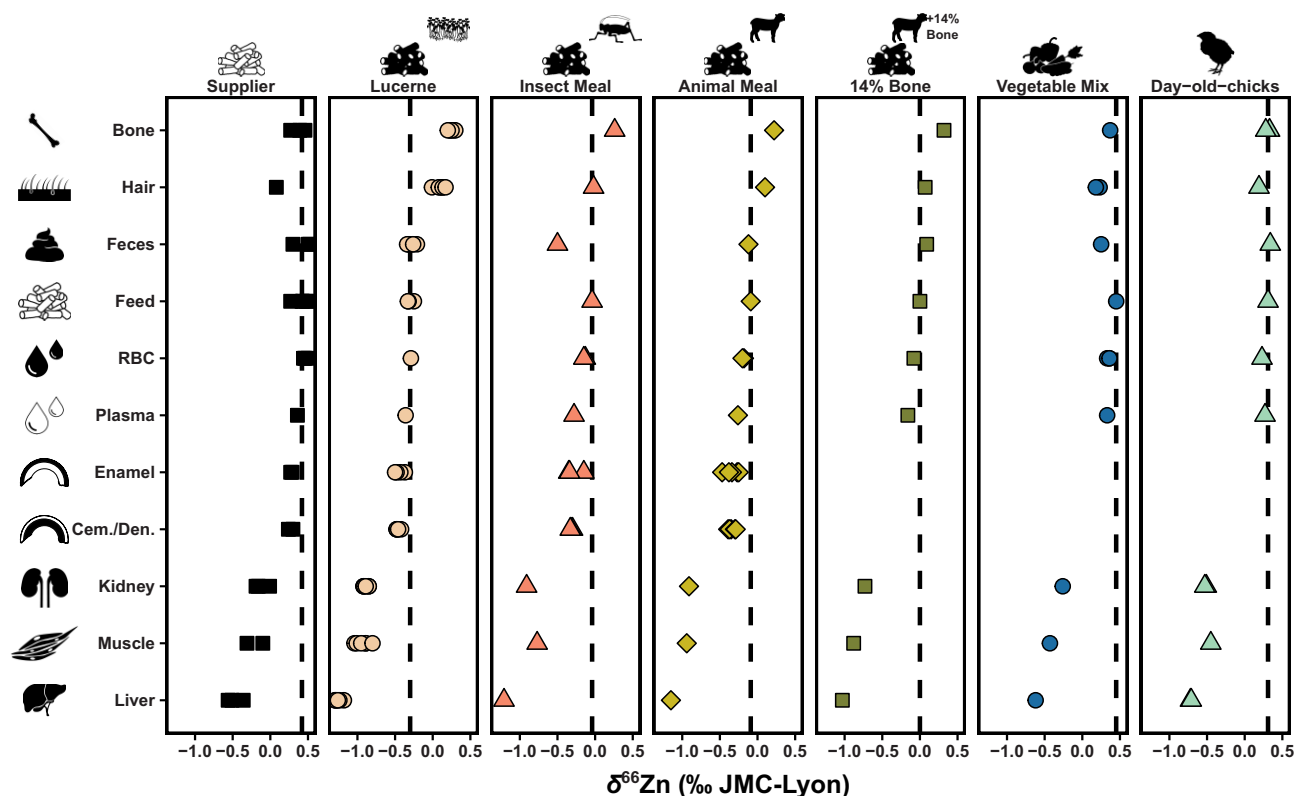 +14%
Bone
Supplier Lucerne Insect Meal Animal Meal 14% Bone Vegetable Mix Day−old−chicks
Bone
Hair
Feces
Feed
RBC
Plasma
Enamel
Cem./Den.
Kidney
Muscle
Liver
−1.0 −0.5 0.0 0.5 −1.0 −0.5 0.0 0.5 −1.0 −0.5 0.0 0.5 −1.0 −0.5 0.0 0.5 −1.0 −0.5 0.0 0.5 −1.0 −0.5 0.0 0.5 −1.0 −0.5 0.0 0.5
δ⁶⁶Zn (‰ JMC-Lyon)